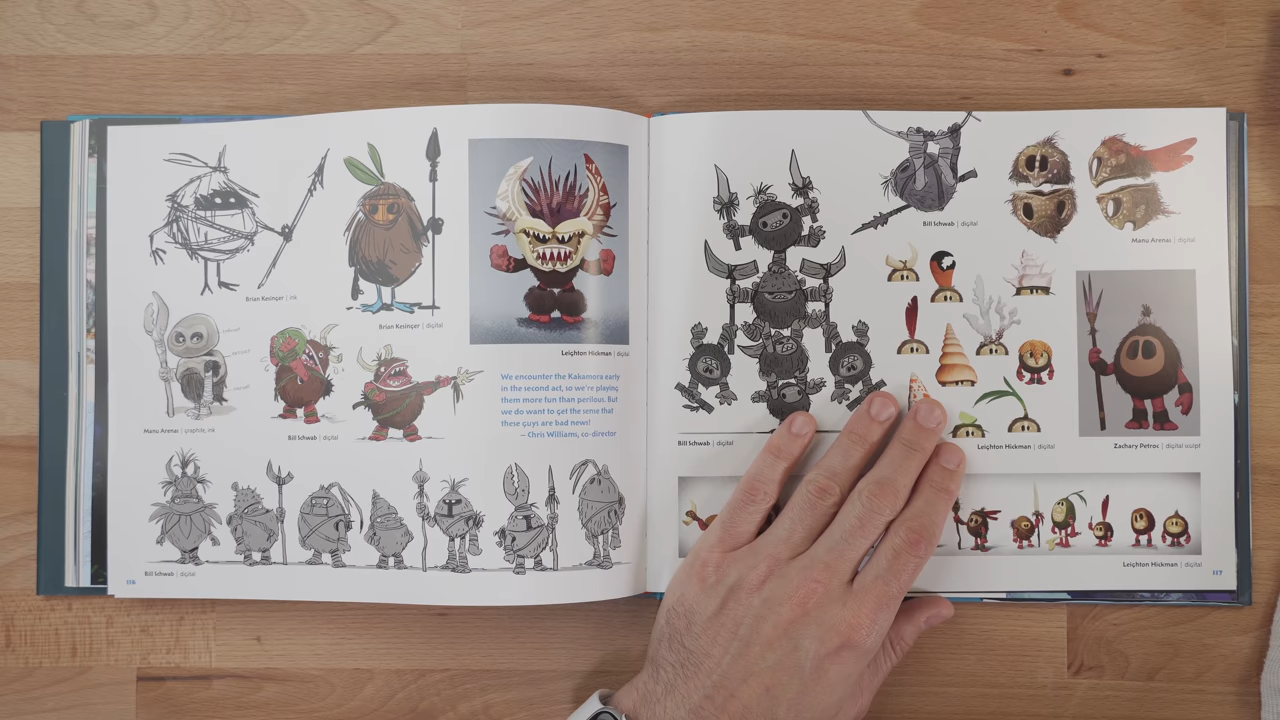 Brian Kesinger | ink
Brian Kesinger | digital
Leighton Hickman | digital
Manu Arenas | graphite, ink
Bill Schwab | digital
We encounter the Kakamora early
in the second act, so we're playing
them more fun than perilous. But
we do want to get the sense that
these guys are bad news!
— Chris Williams, co-director
Bill Schwab | digital
116
Bill Schwab | digital
Manu Arenas | digital
Bill Schwab | digital
Leighton Hickman | digital
Zachary Petroc | digital sculpt
Leighton Hickman | digital
117